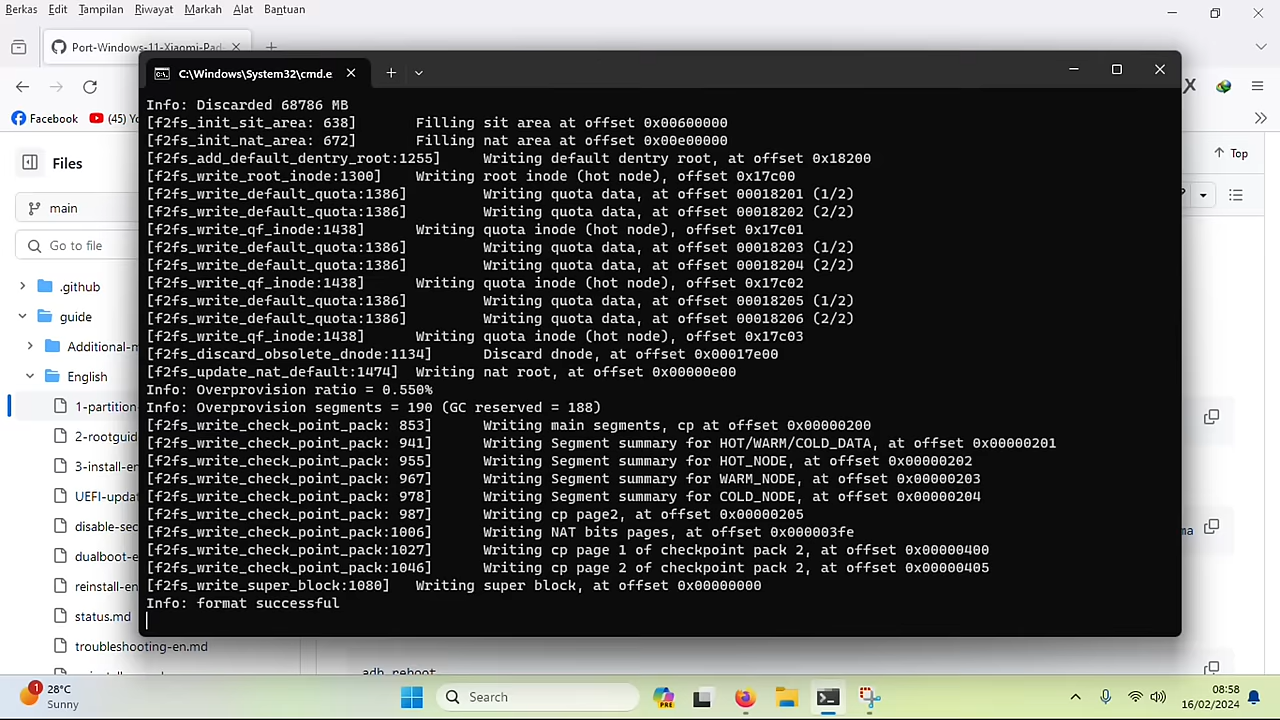 Berkas Edit Tampilan Riwayat Markah Alat Bantuan
Port-Windows-11-Xiaomi-Pad
C:\Windows\System32\cmd.e
Facebook
(45) Yo
Files
main
Go to file
Top
.github
guide
Additional-m
English
1-partition
2-rootguid
3-install-en
UEFI-updat
disable-sec
dualboot-e
reinstall-en
status.md
troubleshooting-en.md
Info: Discarded 68786 MB
[f2fs_init_sit_area: 638] Filling sit area at offset 0x00600000
[f2fs_init_nat_area: 672] Filling nat area at offset 0x00e00000
[f2fs_add_default_dentry_root:1255] Writing default dentry root, at offset 0x18200
[f2fs_write_root_inode:1300] Writing root inode (hot node), offset 0x17c00
[f2fs_write_default_quota:1386] Writing quota data, at offset 00018201 (1/2)
[f2fs_write_default_quota:1386] Writing quota data, at offset 00018202 (2/2)
[f2fs_write_qf_inode:1438] Writing quota inode (hot node), offset 0x17c01
[f2fs_write_default_quota:1386] Writing quota data, at offset 00018203 (1/2)
[f2fs_write_default_quota:1386] Writing quota data, at offset 00018204 (2/2)
[f2fs_write_qf_inode:1438] Writing quota inode (hot node), offset 0x17c02
[f2fs_write_default_quota:1386] Writing quota data, at offset 00018205 (1/2)
[f2fs_write_default_quota:1386] Writing quota data, at offset 00018206 (2/2)
[f2fs_write_qf_inode:1438] Writing quota inode (hot node), offset 0x17c03
[f2fs_discard_obsolete_dnode:1134] Discard dnode, at offset 0x00017e00
[f2fs_update_nat_default:1474] Writing nat root, at offset 0x00000e00
Info: Overprovision ratio = 0.550%
Info: Overprovision segments = 190 (GC reserved = 188)
[f2fs_write_check_point_pack: 853] Writing main segments, cp at offset 0x00000200
[f2fs_write_check_point_pack: 941] Writing Segment summary for HOT/WARM/COLD_DATA, at offset 0x00000201
[f2fs_write_check_point_pack: 955] Writing Segment summary for HOT_NODE, at offset 0x00000202
[f2fs_write_check_point_pack: 967] Writing Segment summary for WARM_NODE, at offset 0x00000203
[f2fs_write_check_point_pack: 978] Writing Segment summary for COLD_NODE, at offset 0x00000204
[f2fs_write_check_point_pack: 987] Writing cp page2, at offset 0x00000205
[f2fs_write_check_point_pack:1006] Writing NAT bits pages, at offset 0x000003fe
[f2fs_write_check_point_pack:1027] Writing cp page 1 of checkpoint pack 2, at offset 0x00000400
[f2fs_write_check_point_pack:1046] Writing cp page 2 of checkpoint pack 2, at offset 0x00000405
[f2fs_write_super_block:1080] Writing super block, at offset 0x00000000
Info: format successful
ma
adb reboot
1
28°C
Sunny
Search
PRE
08:58
16/02/2024